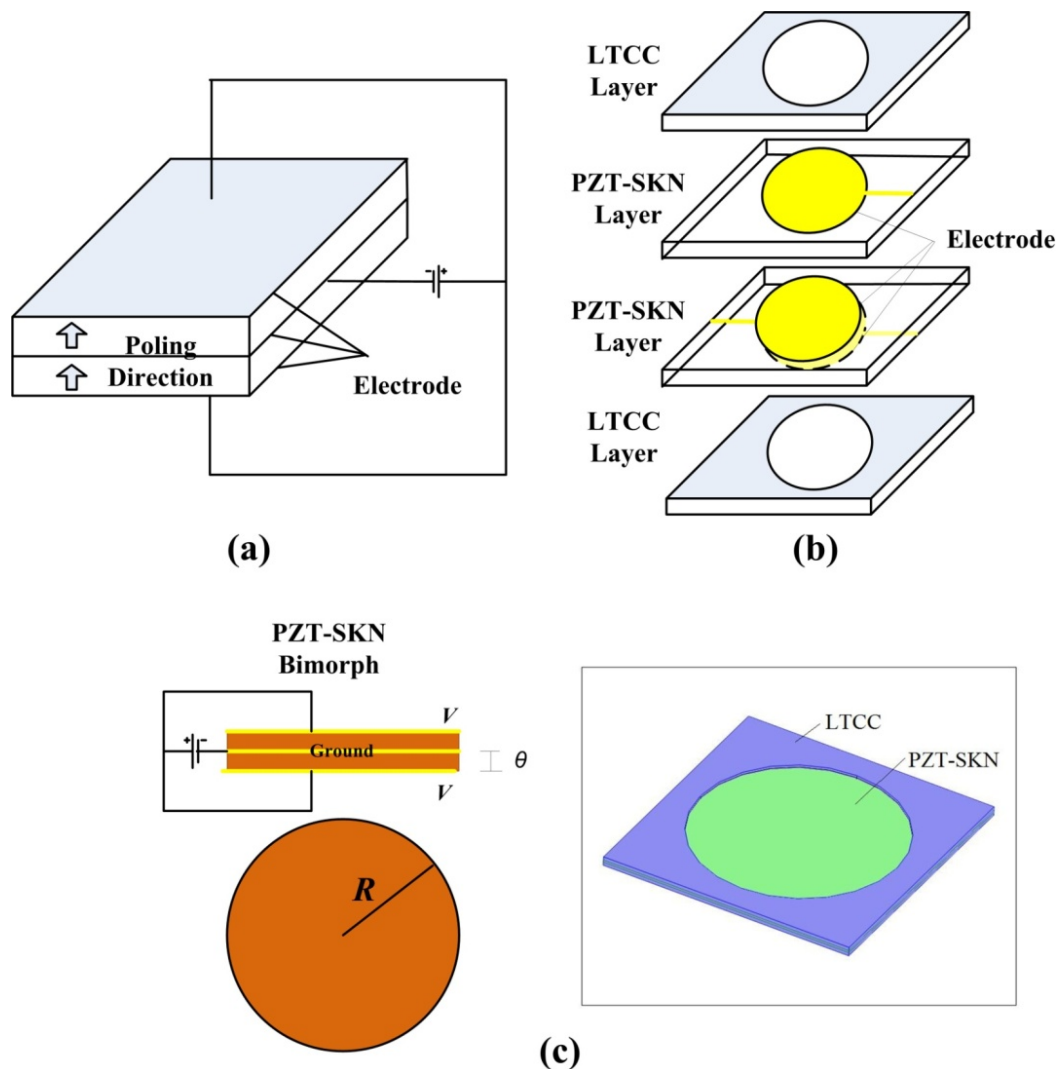 LTCC
Layer
PZT-SKN
Layer
Electrode
PZT-SKN
Layer
LTCC
Layer
- +
Poling
Direction
Electrode
(a)
(b)
PZT-SKN
Bimorph
V
+ -
Ground
θ
V
R
LTCC
PZT-SKN
(c)